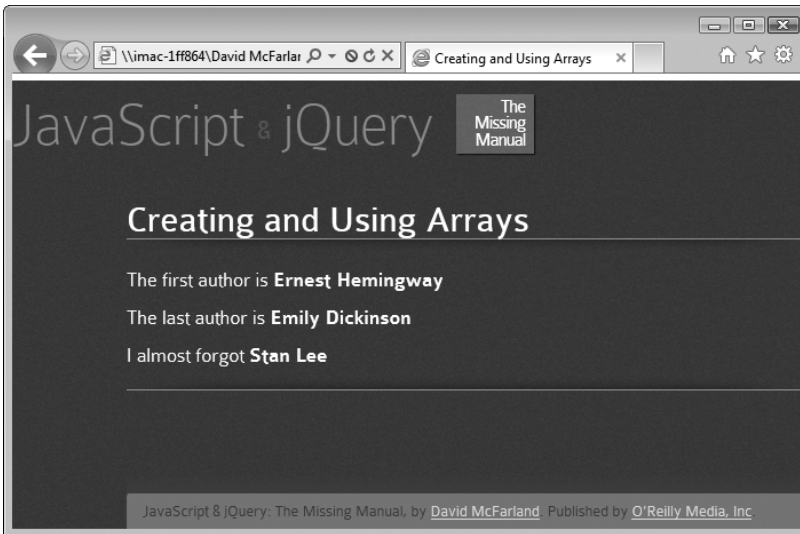 \\imac-1ff864\David McFarlar
Creating and Using Arrays
JavaScript & jQuery
The
Missing
Manual
Creating and Using Arrays
The first author is Ernest Hemingway
The last author is Emily Dickinson
I almost forgot Stan Lee
JavaScript & jQuery: The Missing Manual, by David McFarland. Published by O'Reilly Media, Inc